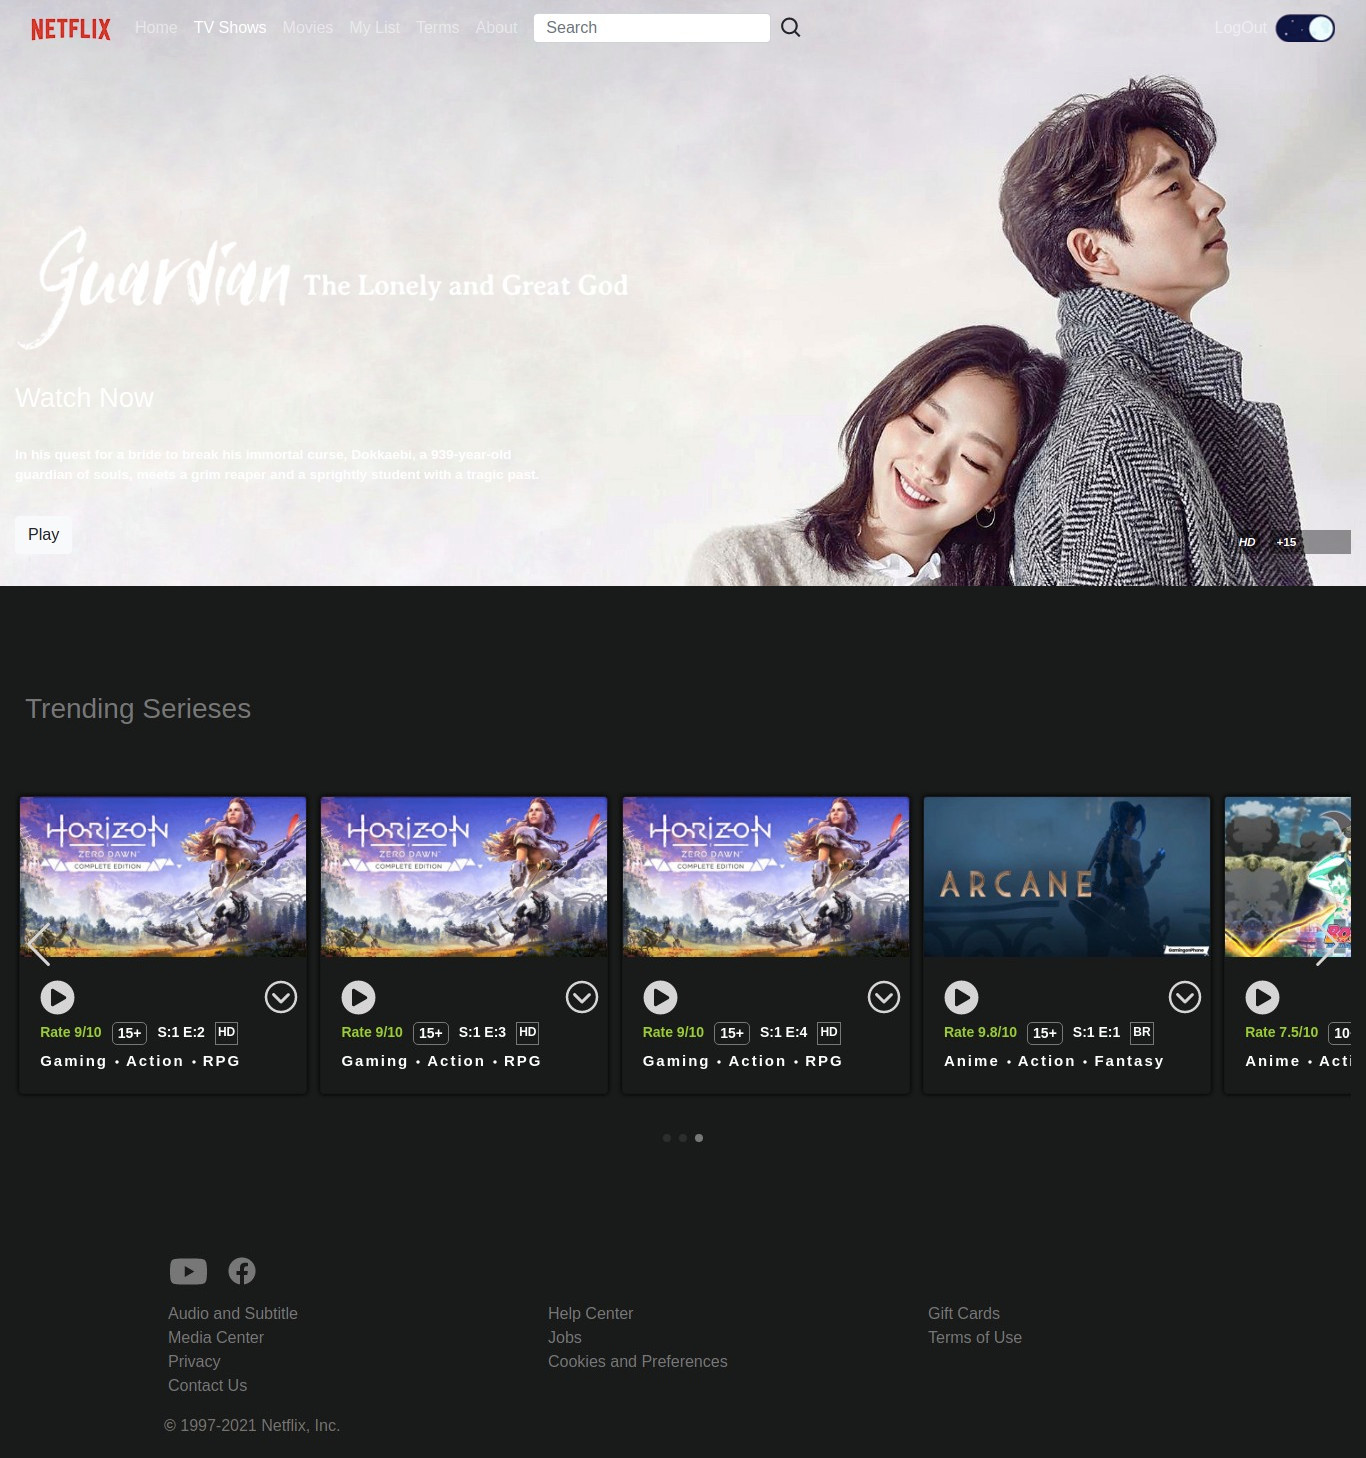 NETFLIX Home TV Shows Movies My List Terms About Search LogOut
Guardian The Lonely and Great God
Watch Now
In his quest for a bride to break his immortal curse, Dokkaebi, a 939-year-old
guardian of souls, meets a grim reaper and a sprightly student with a tragic past.
Play
HD +15
Trending Serieses
HORIZON
ZERO DAWN
COMPLETE EDITION
HORIZON
ZERO DAWN
COMPLETE EDITION
HORIZON
ZERO DAWN
COMPLETE EDITION
ARCANE
GamingonPhone
Rate 9/10 15+ S:1 E:2 HD
Gaming • Action • RPG
Rate 9/10 15+ S:1 E:3 HD
Gaming • Action • RPG
Rate 9/10 15+ S:1 E:4 HD
Gaming • Action • RPG
Rate 9.8/10 15+ S:1 E:1 BR
Anime • Action • Fantasy
Rate 7.5/10 10
Anime • Acti
Audio and Subtitle
Media Center
Privacy
Contact Us
Help Center
Jobs
Cookies and Preferences
Gift Cards
Terms of Use
© 1997-2021 Netflix, Inc.